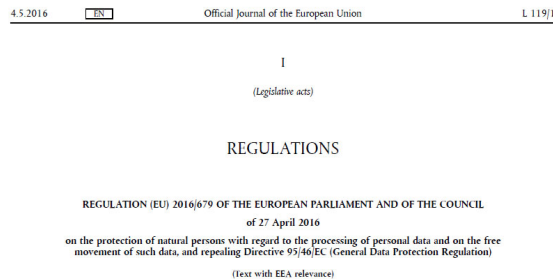 4.5.2016 EN Official Journal of the European Union L 119/1
I
(Legislative acts)
REGULATIONS
REGULATION (EU) 2016/679 OF THE EUROPEAN PARLIAMENT AND OF THE COUNCIL
of 27 April 2016
on the protection of natural persons with regard to the processing of personal data and on the free
movement of such data, and repealing Directive 95/46/EC (General Data Protection Regulation)
(Text with EEA relevance)